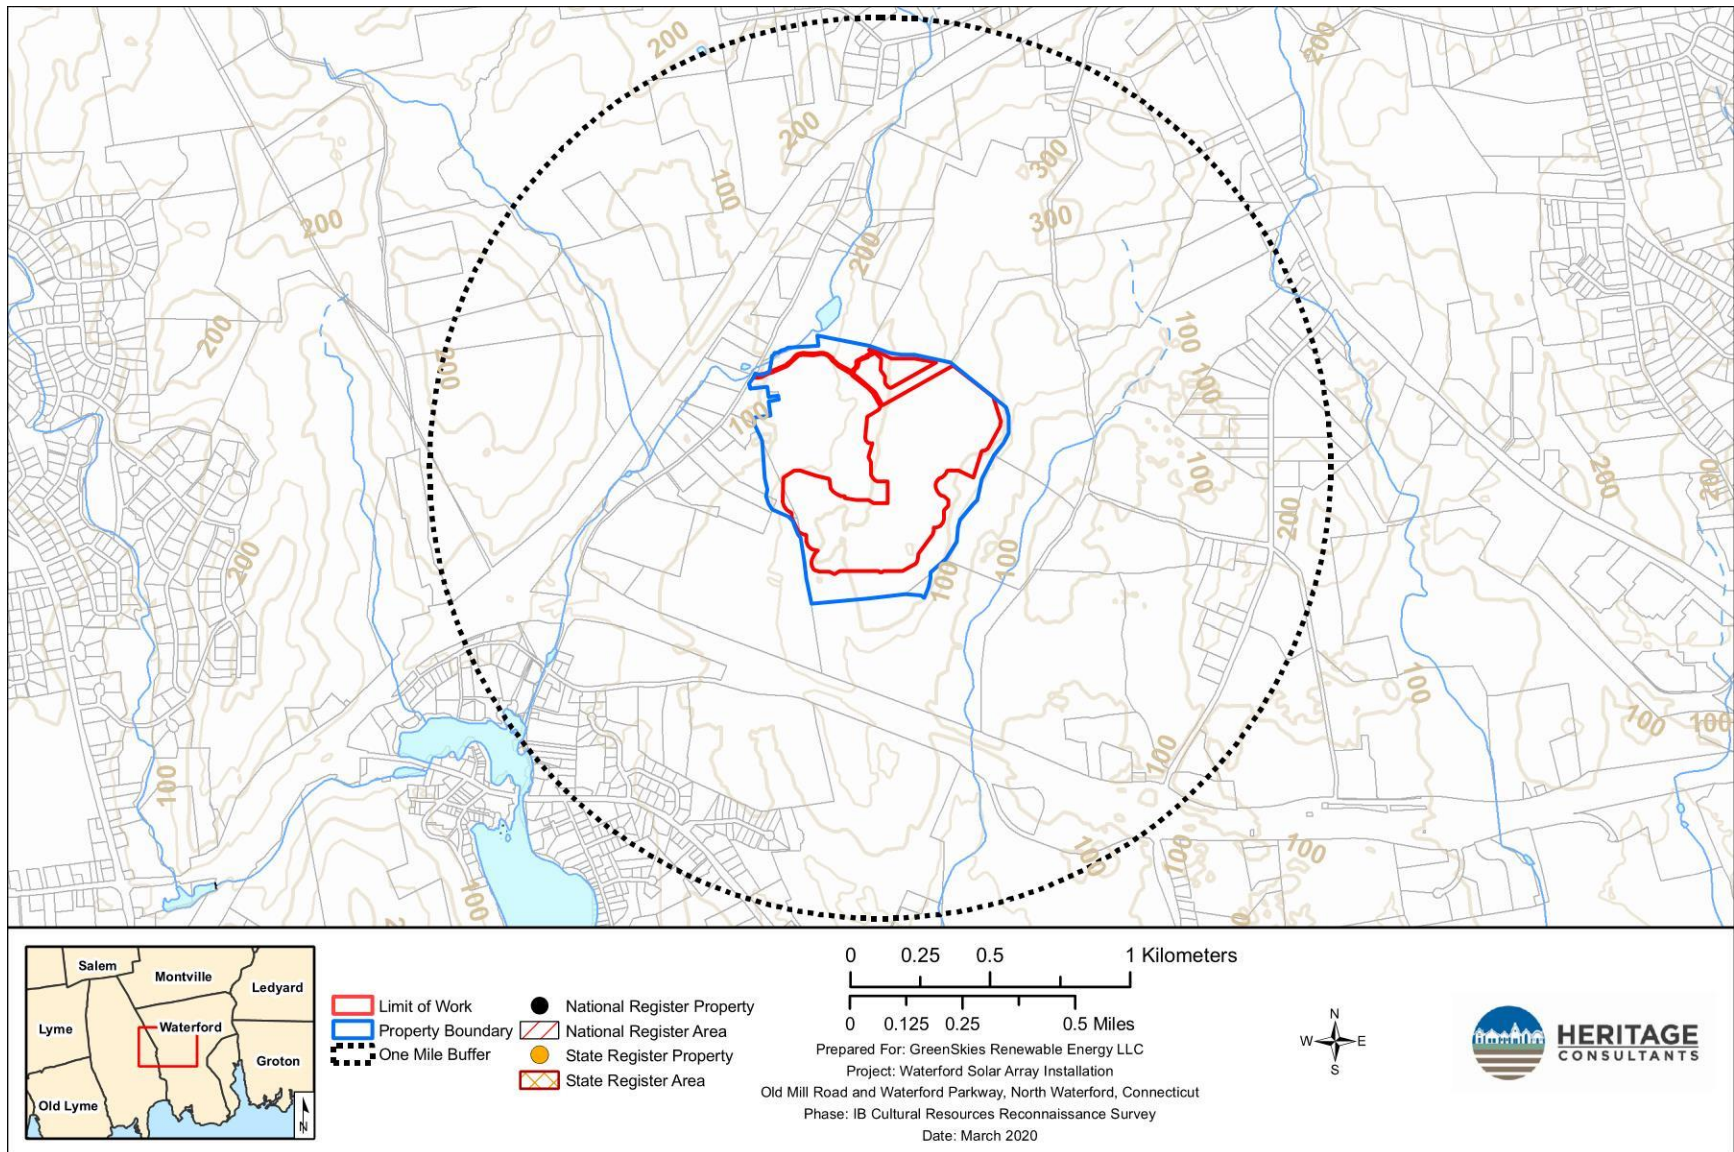 200
200
200
100
300
300
200
200
200
200
100
100
100
100
200
200
200
200
100
100
100
100
100
100
100
100
100
100
100
Salem
Montville
Ledyard
Lyme
Waterford
Groton
Old Lyme
N
Limit of Work
Property Boundary
One Mile Buffer
National Register Property
National Register Area
State Register Property
State Register Area
0 0.25 0.5 1 Kilometers
0 0.125 0.25 0.5 Miles
Prepared For: GreenSkies Renewable Energy LLC
Project: Waterford Solar Array Installation
Old Mill Road and Waterford Parkway, North Waterford, Connecticut
Phase: IB Cultural Resources Reconnaissance Survey
Date: March 2020
N
W E
S
HERITAGE
CONSULTANTS